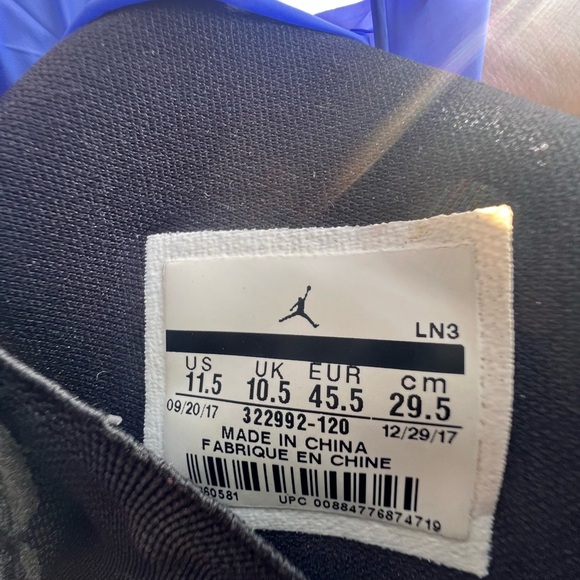 LN3
US UK EUR cm
11.5 10.5 45.5 29.5
09/20/17 322992-120 12/29/17
MADE IN CHINA
FABRIQUE EN CHINE
60581 UPC 00884776874719